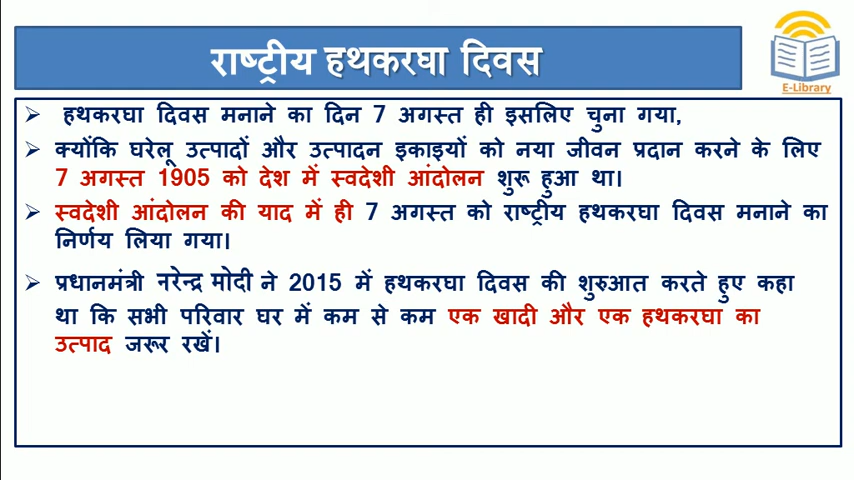 राष्ट्रीय हथकरघा दिवस
E-Library
➢ हथकरघा दिवस मनाने का दिन 7 अगस्त ही इसलिए चुना गया,
➢ क्योंकि घरेलू उत्पादों और उत्पादन इकाइयों को नया जीवन प्रदान करने के लिए
7 अगस्त 1905 को देश में स्वदेशी आंदोलन शुरू हुआ था।
➢ स्वदेशी आंदोलन की याद में ही 7 अगस्त को राष्ट्रीय हथकरघा दिवस मनाने का
निर्णय लिया गया।
➢ प्रधानमंत्री नरेन्द्र मोदी ने 2015 में हथकरघा दिवस की शुरुआत करते हुए कहा
था कि सभी परिवार घर में कम से कम एक खादी और एक हथकरघा का
उत्पाद जरूर रखें।